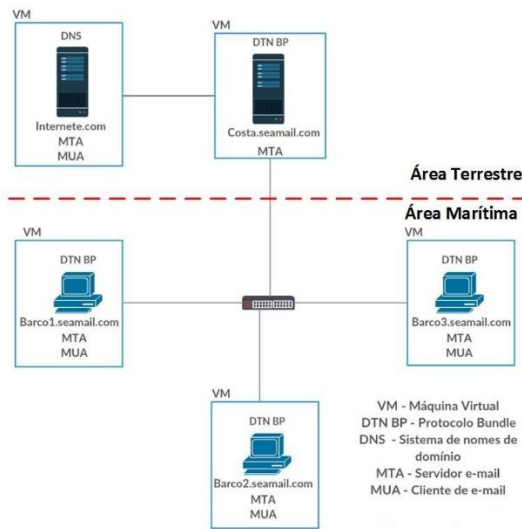 VM
DNS
Internete.com
MTA
MUA
VM
DTN BP
Costa.seamail.com
MTA
Área Terrestre
Área Marítima
VM
DTN BP
Barco1.seamail.com
MTA
MUA
VM
DTN BP
Barco3.seamail.com
MTA
MUA
VM
DTN BP
Barco2.seamail.com
MTA
MUA
VM - Máquina Virtual
DTN BP - Protocolo Bundle
DNS - Sistema de nomes de
domínio
MTA - Servidor e-mail
MUA - Cliente de e-mail